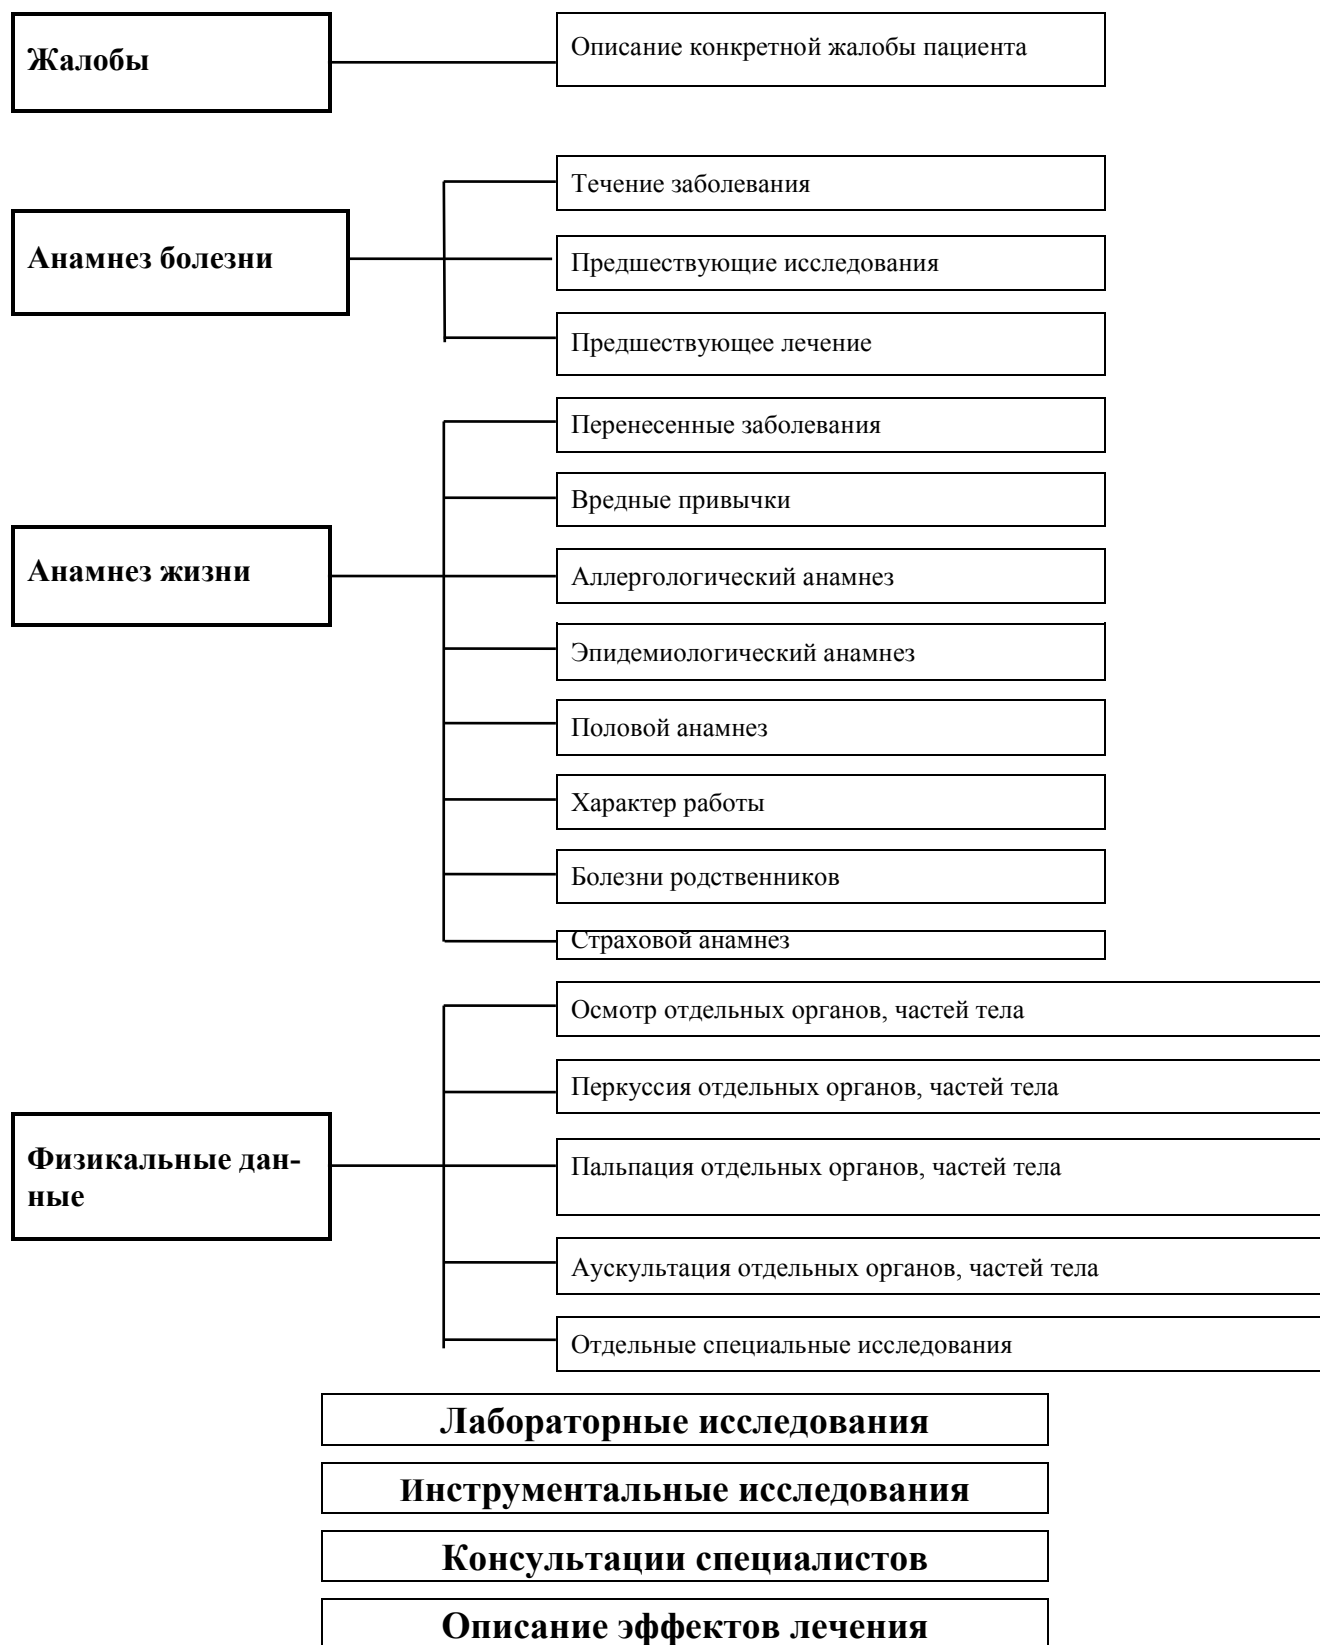 Жалобы
Описание конкретной жалобы пациента
Течение заболевания
Анамнез болезни
Предшествующие исследования
Предшествующее лечение
Перенесенные заболевания
Вредные привычки
Анамнез жизни
Аллергологический анамнез
Эпидемиологический анамнез
Половой анамнез
Характер работы
Болезни родственников
Страховой анамнез
Осмотр отдельных органов, частей тела
Перкуссия отдельных органов, частей тела
Физикальные дан-
ные
Пальпация отдельных органов, частей тела
Аускультация отдельных органов, частей тела
Отдельные специальные исследования
Лабораторные исследования
Инструментальные исследования
Консультации специалистов
Описание эффектов лечения